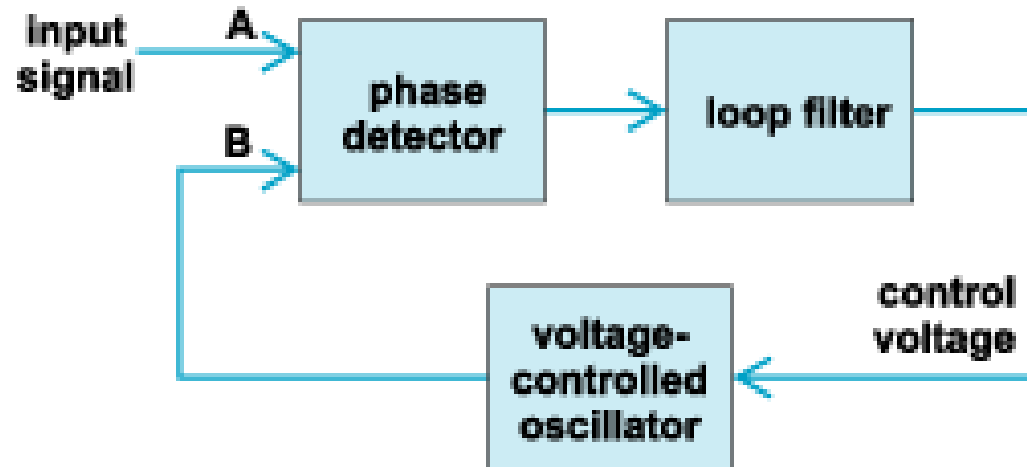 input
signal
A
B
phase
detector
loop filter
voltage-
controlled
oscillator
control
voltage